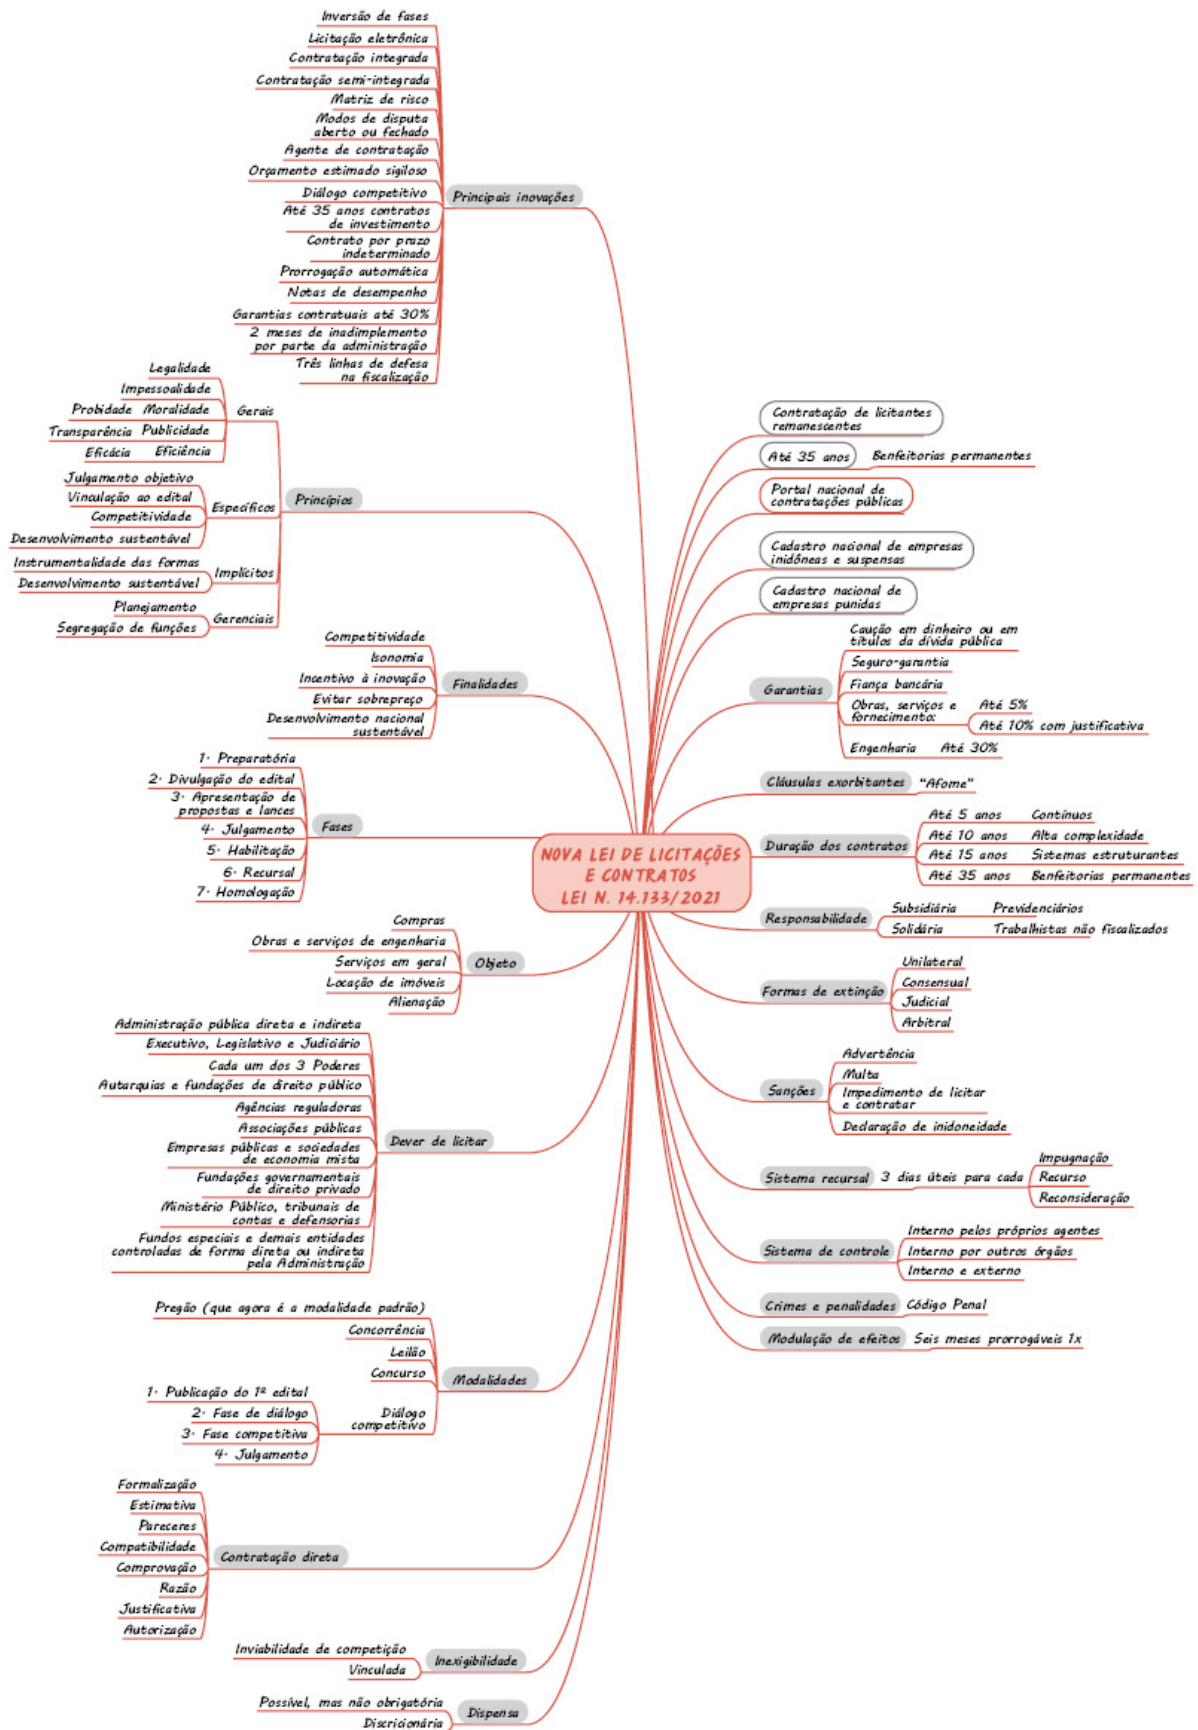 Inversão de fases
Licitação eletrônica
Contratação integrada
Contratação semi-integrada
Matriz de risco
Modos de disputa
aberto ou fechado
Agente de contratação
Orçamento estimado sigiloso
Diálogo competitivo
Até 35 anos contratos
de investimento
Contrato por prazo
indeterminado
Prorrogação automática
Notas de desempenho
Garantias contratuais até 30%
2 meses de inadimplemento
por parte da administração
Três linhas de defesa
na fiscalização
Principais inovações
Legalidade
Impessoalidade
Probidade Moralidade
Transparência Publicidade
Eficácia Eficiência
Gerais
Julgamento objetivo
Vinculação ao edital
Competitividade
Desenvolvimento sustentável
Específicos
Instrumentalidade das formas
Desenvolvimento sustentável
Implícitos
Planejamento
Segregação de funções
Gerenciais
Princípios
Competitividade
Isonomia
Incentivo à inovação
Evitar sobrepreço
Desenvolvimento nacional
sustentável
Finalidades
1. Preparatória
2. Divulgação do edital
3. Apresentação de
propostas e lances
4. Julgamento
5. Habilitação
6. Recursal
7. Homologação
Fases
Compras
Obras e serviços de engenharia
Serviços em geral
Locação de imóveis
Alienação
Objeto
Administração pública direta e indireta
Executivo, Legislativo e Judiciário
Cada um dos 3 Poderes
Autarquias e fundações de direito público
Agências reguladoras
Associações públicas
Empresas públicas e sociedades
de economia mista
Fundações governamentais
de direito privado
Ministério Público, tribunais de
contas e defensorias
Fundos especiais e demais entidades
controladas de forma direta ou indireta
pela Administração
Dever de licitar
Pregão (que agora é a modalidade padrão)
Concorrência
Leilão
Concurso
1. Publicação do 1º edital
2. Fase de diálogo
3. Fase competitiva
4. Julgamento
Diálogo
competitivo
Modalidades
Formalização
Estimativa
Pareceres
Compatibilidade
Comprovação
Razão
Justificativa
Autorização
Contratação direta
Inviabilidade de competição
Vinculada
Inexigibilidade
Possível, mas não obrigatória
Discricionária
Dispensa
NOVA LEI DE LICITAÇÕES
E CONTRATOS
LEI N. 14.133/2021
Contratação de licitantes
remanescentes
Até 35 anos Benfeitorias permanentes
Portal nacional de
contratações públicas
Cadastro nacional de empresas
inidôneas e suspensas
Cadastro nacional de
empresas punidas
Garantias
Caução em dinheiro ou em
títulos da dívida pública
Seguro-garantia
Fiança bancária
Obras, serviços e
fornecimento:
Até 5%
Até 10% com justificativa
Engenharia Até 30%
Cláusulas exorbitantes "Afome"
Duração dos contratos
Até 5 anos Contínuos
Até 10 anos Alta complexidade
Até 15 anos Sistemas estruturantes
Até 35 anos Benfeitorias permanentes
Responsabilidade
Subsidiária Previdenciários
Solidária Trabalhistas não fiscalizados
Formas de extinção
Unilateral
Consensual
Judicial
Arbitral
Sanções
Advertência
Multa
Impedimento de licitar
e contratar
Declaração de inidoneidade
Sistema recursal 3 dias úteis para cada
Impugnação
Recurso
Reconsideração
Sistema de controle
Interno pelos próprios agentes
Interno por outros órgãos
Interno e externo
Crimes e penalidades Código Penal
Modulação de efeitos Seis meses prorrogáveis 1x